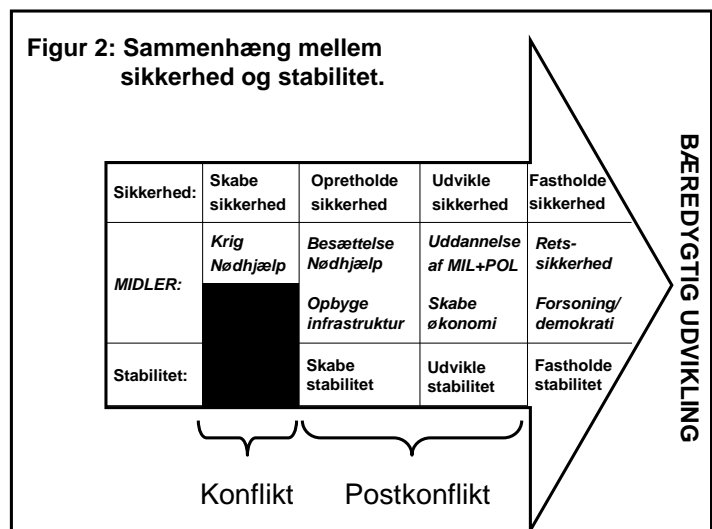 Figur 2: Sammenhæng mellem
sikkerhed og stabilitet.
Sikkerhed:
Skabe
sikkerhed
Opretholde
sikkerhed
Udvikle
sikkerhed
Fastholde
sikkerhed
MIDLER:
Krig
Nødhjælp
Besættelse
Nødhjælp
Opbyge
infrastruktur
Uddannelse
af MIL+POL
Skabe
økonomi
Rets-
sikkerhed
Forsoning/
demokrati
Stabilitet:
Skabe
stabilitet
Udvikle
stabilitet
Fastholde
stabilitet
BÆREDYGTIG UDVIKLING
Konflikt
Postkonflikt